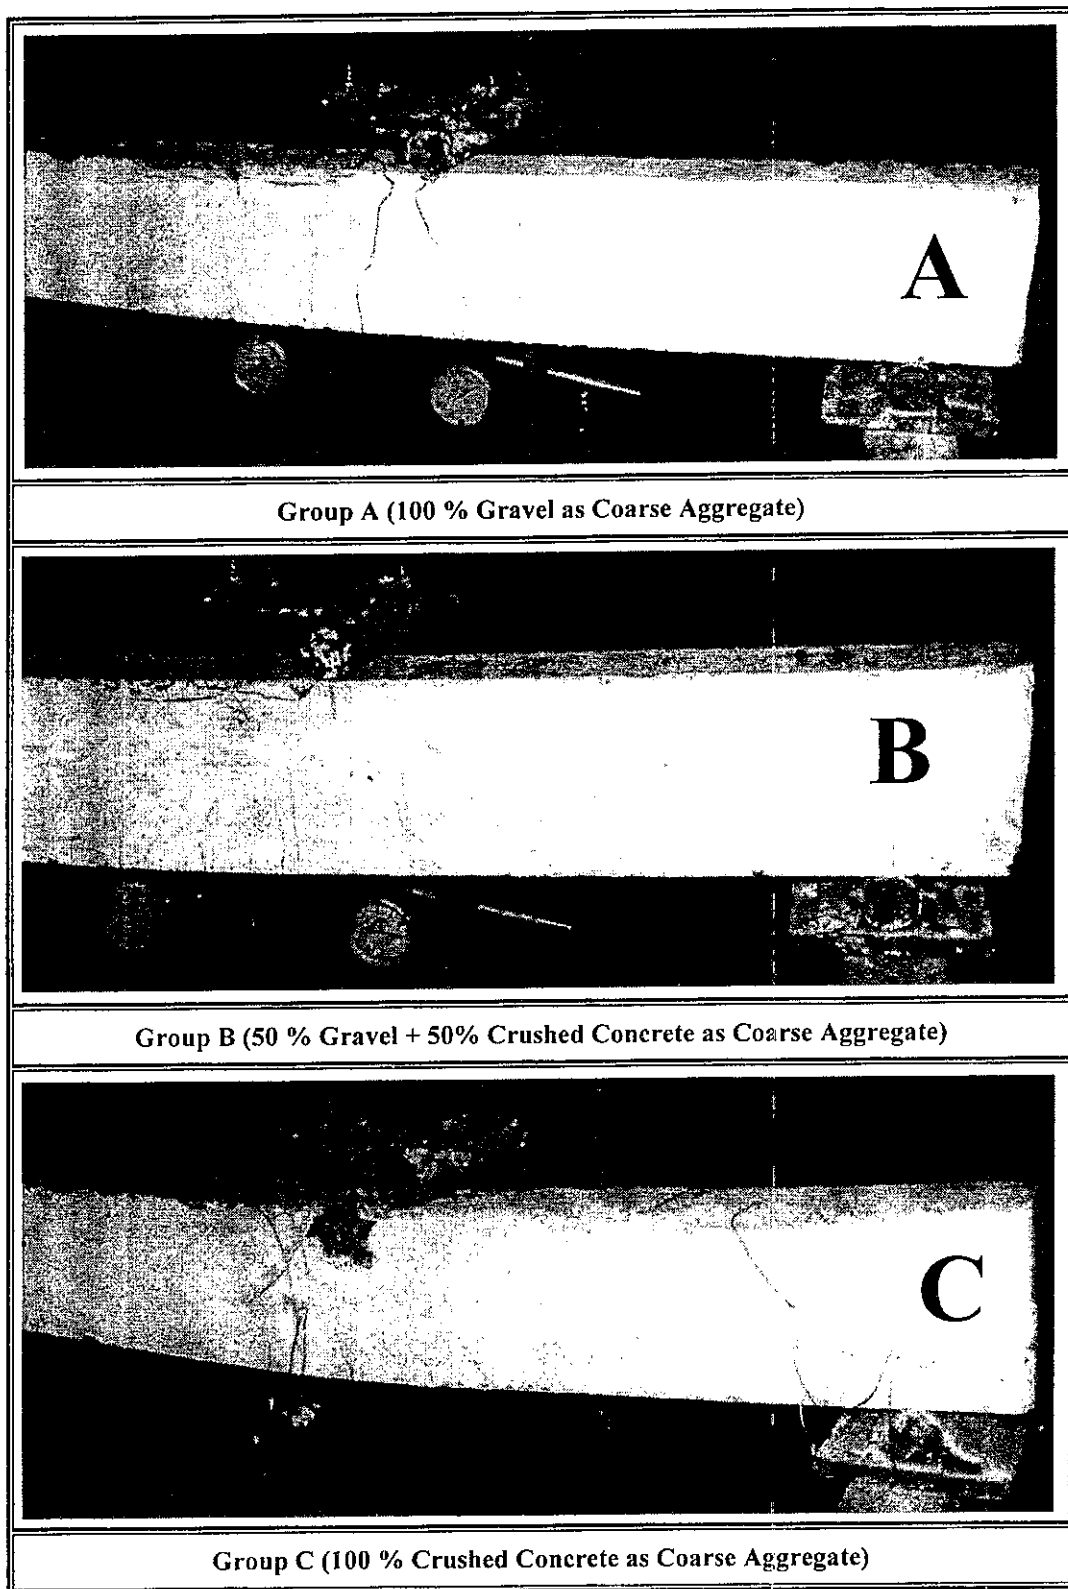 A
Group A (100 % Gravel as Coarse Aggregate)
B
Group B (50 % Gravel + 50% Crushed Concrete as Coarse Aggregate)
C
Group C (100 % Crushed Concrete as Coarse Aggregate)